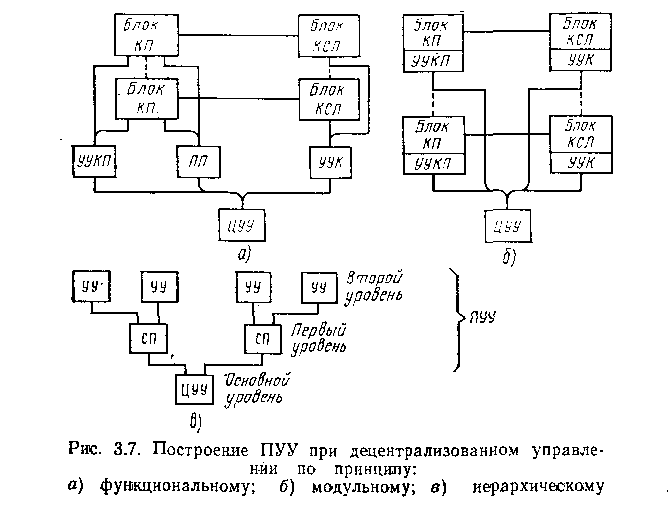 Блок КП
Блок КСП
Блок КП
Блок КСП
УУКП
ПП
УУК
ЦУУ
а)
Блок КП
УУКП
Блок КСП
УУК
Блок КП
УУКП
Блок КСП
УУК
ЦУУ
б)
УУ
УУ
УУ
УУ
Второй уровень
СП
СП
Первый уровень
ЦУУ
Основной уровень
ПУУ
в)
Рис. 3.7. Построение ПУУ при децентрализованном управле-
нии по принципу:
а) функциональному; б) модульному; в) иерархическому